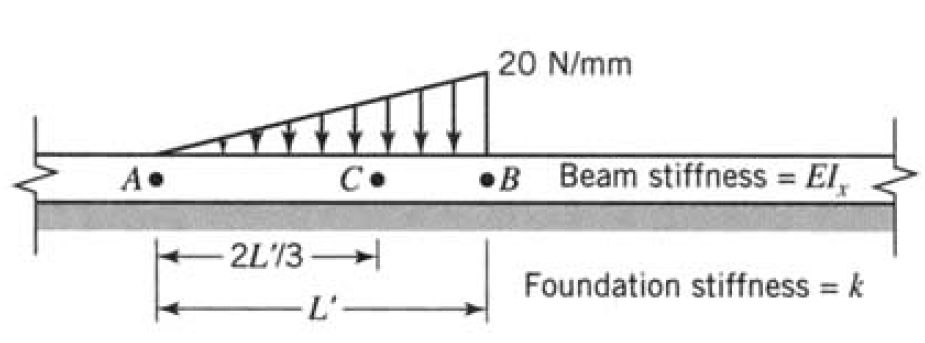 20 N/mm
A C B Beam stiffness = EIₓ
2L'/3
Foundation stiffness = k
L'